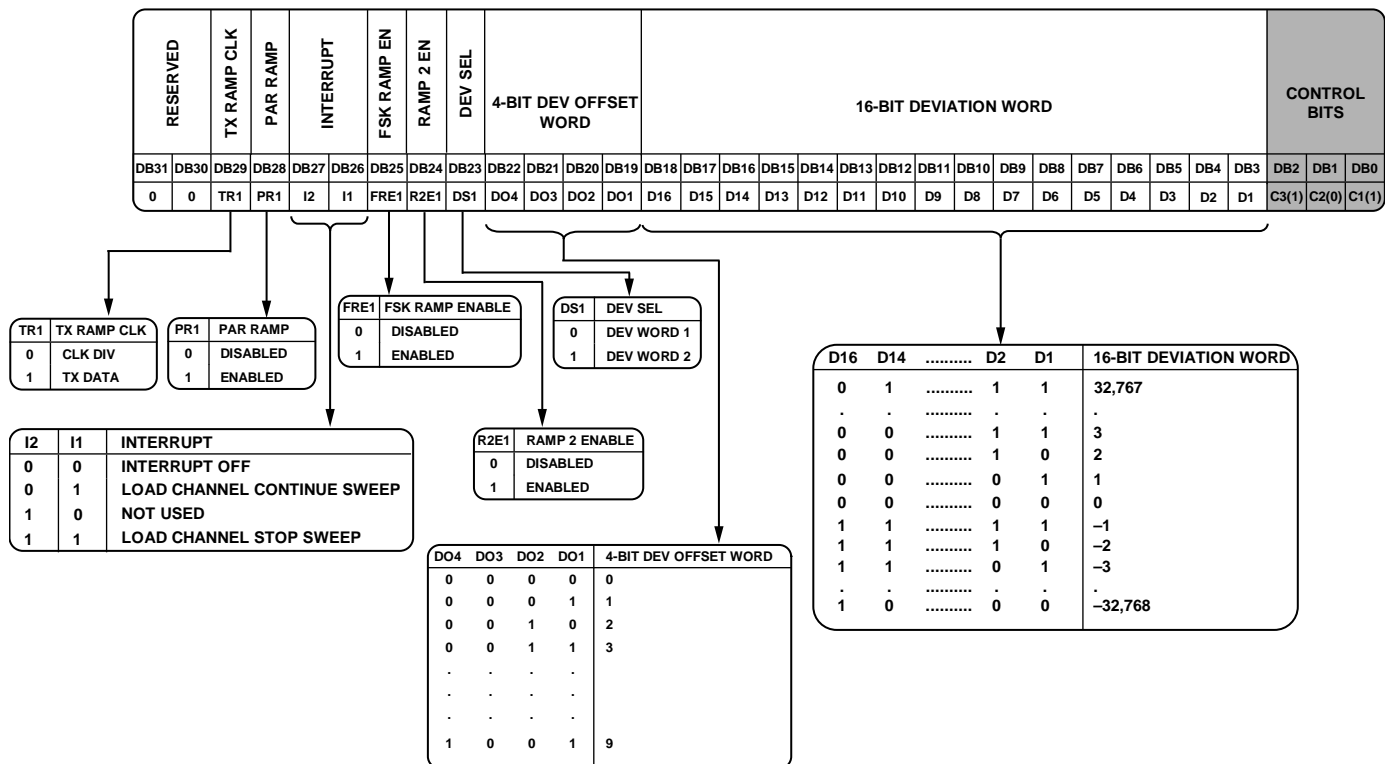 RESERVED
TX RAMP CLK
PAR RAMP
INTERRUPT
FSK RAMP EN
RAMP 2 EN
DEV SEL
4-BIT DEV OFFSET
WORD
16-BIT DEVIATION WORD
CONTROL
BITS
DB31 DB30 DB29 DB28 DB27 DB26 DB25 DB24 DB23 DB22 DB21 DB20 DB19 DB18 DB17 DB16 DB15 DB14 DB13 DB12 DB11 DB10 DB9 DB8 DB7 DB6 DB5 DB4 DB3 DB2 DB1 DB0
0 0 TR1 PR1 I2 I1 FRE1 R2E1 DS1 DO4 DO3 DO2 DO1 D16 D15 D14 D13 D12 D11 D10 D9 D8 D7 D6 D5 D4 D3 D2 D1 C3(1) C2(0) C1(1)
TR1 TX RAMP CLK
0 CLK DIV
1 TX DATA
PR1 PAR RAMP
0 DISABLED
1 ENABLED
FRE1 FSK RAMP ENABLE
0 DISABLED
1 ENABLED
DS1 DEV SEL
0 DEV WORD 1
1 DEV WORD 2
I2 I1 INTERRUPT
0 0 INTERRUPT OFF
0 1 LOAD CHANNEL CONTINUE SWEEP
1 0 NOT USED
1 1 LOAD CHANNEL STOP SWEEP
R2E1 RAMP 2 ENABLE
0 DISABLED
1 ENABLED
D16 D14 .......... D2 D1 16-BIT DEVIATION WORD
0 1 .......... 1 1 32,767
. . .......... . . .
0 0 .......... 1 1 3
0 0 .......... 1 0 2
0 0 .......... 0 1 1
0 0 .......... 0 0 0
1 1 .......... 1 1 –1
1 1 .......... 1 0 –2
1 1 .......... 0 1 –3
. . .......... . . .
1 0 .......... 0 0 –32,768
DO4 DO3 DO2 DO1 4-BIT DEV OFFSET WORD
0 0 0 0 0
0 0 0 1 1
0 0 1 0 2
0 0 1 1 3
. . . .
. . . .
. . . .
1 0 0 1 9